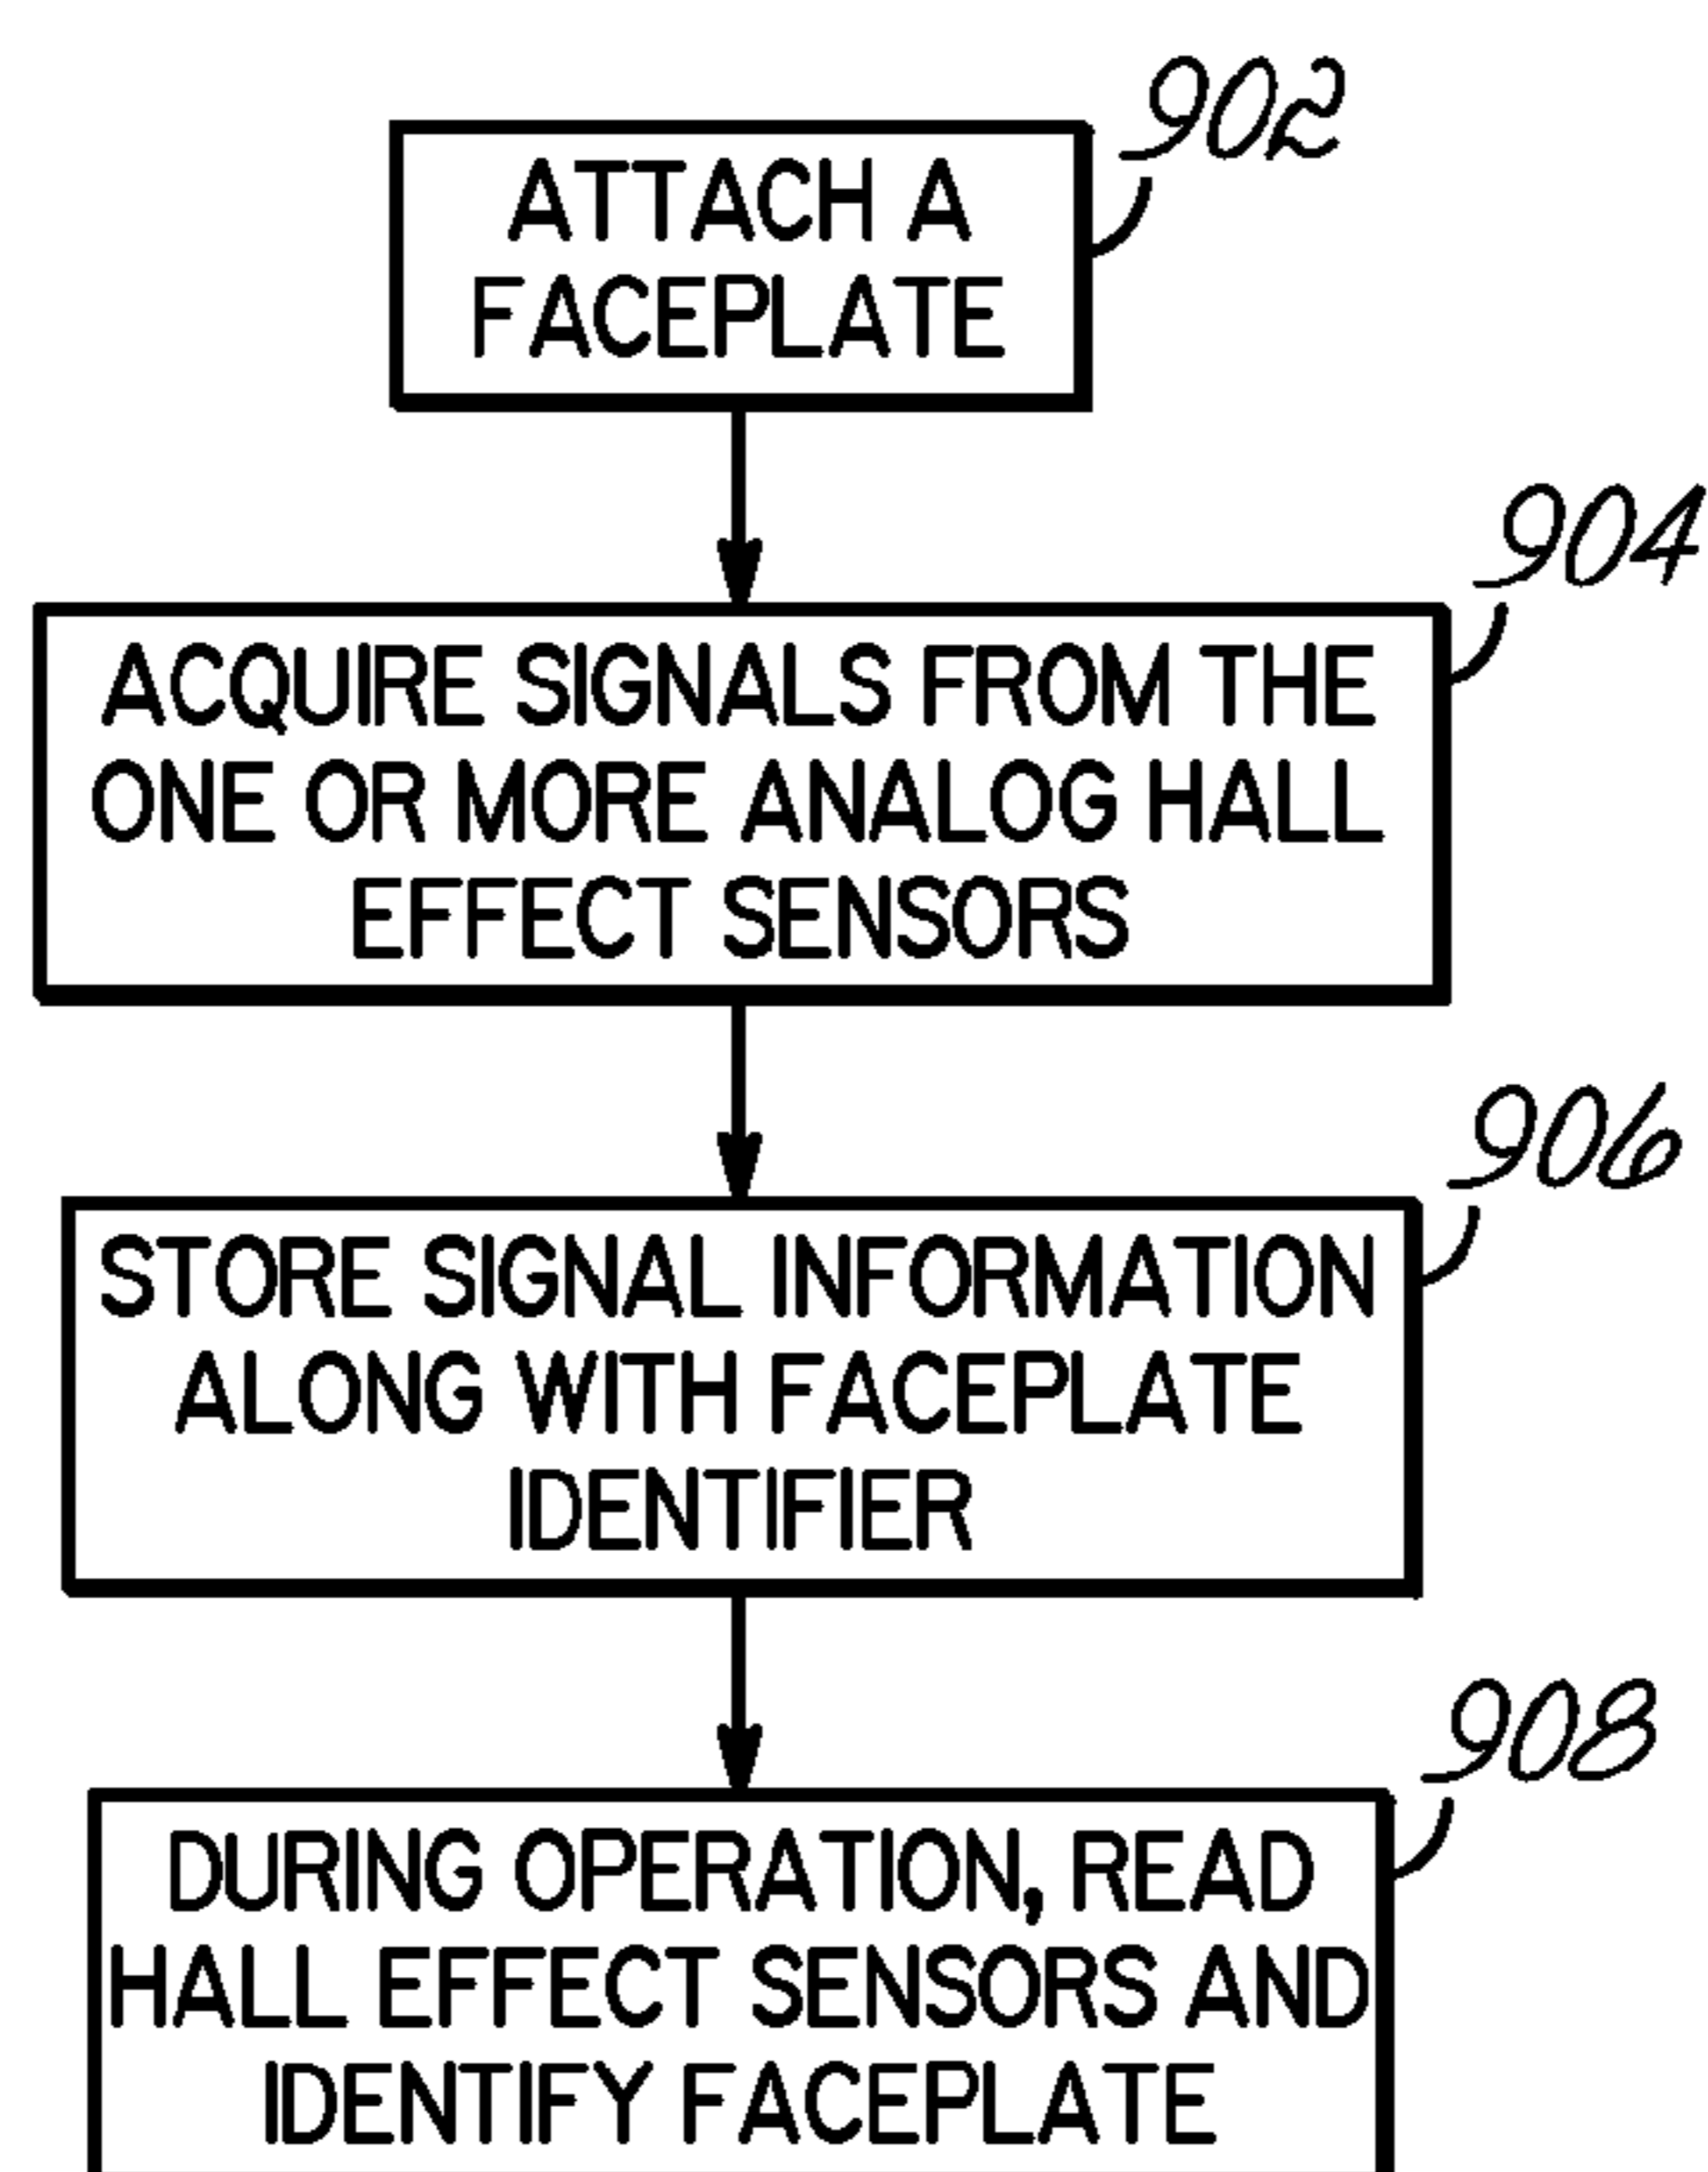 902
ATTACH A
FACEPLATE
904
ACQUIRE SIGNALS FROM THE
ONE OR MORE ANALOG HALL
EFFECT SENSORS
906
STORE SIGNAL INFORMATION
ALONG WITH FACEPLATE
IDENTIFIER
908
DURING OPERATION, READ
HALL EFFECT SENSORS AND
IDENTIFY FACEPLATE